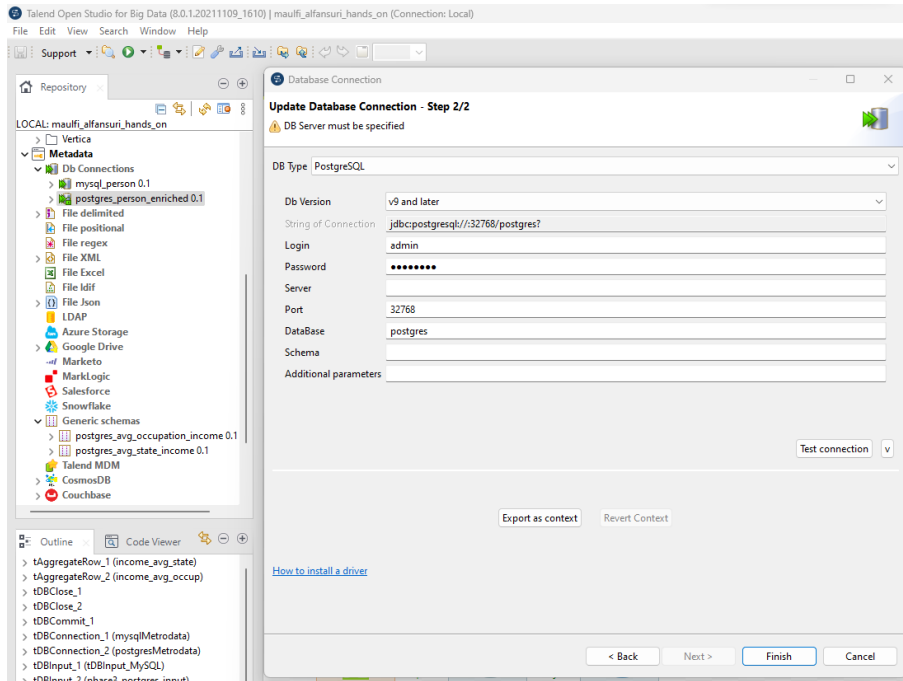 Talend Open Studio for Big Data (8.0.1.20211109_1610) | maulfi_alfansuri_hands_on (Connection: Local)
File Edit View Search Window Help
Support
Repository
LOCAL: maulfi_alfansuri_hands_on
Vertica
Metadata
Db Connections
mysql_person 0.1
postgres_person_enriched 0.1
File delimited
File positional
File regex
File XML
File Excel
File ldif
File Json
LDAP
Azure Storage
Google Drive
Marketo
MarkLogic
Salesforce
Snowflake
Generic schemas
postgres_avg_occupation_income 0.1
postgres_avg_state_income 0.1
Talend MDM
CosmosDB
Couchbase
Outline Code Viewer
tAggregateRow_1 (income_avg_state)
tAggregateRow_2 (income_avg_occup)
tDBClose_1
tDBClose_2
tDBCommit_1
tDBConnection_1 (mysqlMetrodata)
tDBConnection_2 (postgresMetrodata)
tDBInput_1 (tDBInput_MySQL)
tDBInput_2 (phase2_postgres_input)
Database Connection
Update Database Connection - Step 2/2
DB Server must be specified
DB Type PostgreSQL
Db Version v9 and later
String of Connection jdbc:postgresql://:32768/postgres?
Login admin
Password ●●●●●●●●
Server
Port 32768
DataBase postgres
Schema
Additional parameters
Test connection v
Export as context Revert Context
How to install a driver
< Back Next > Finish Cancel